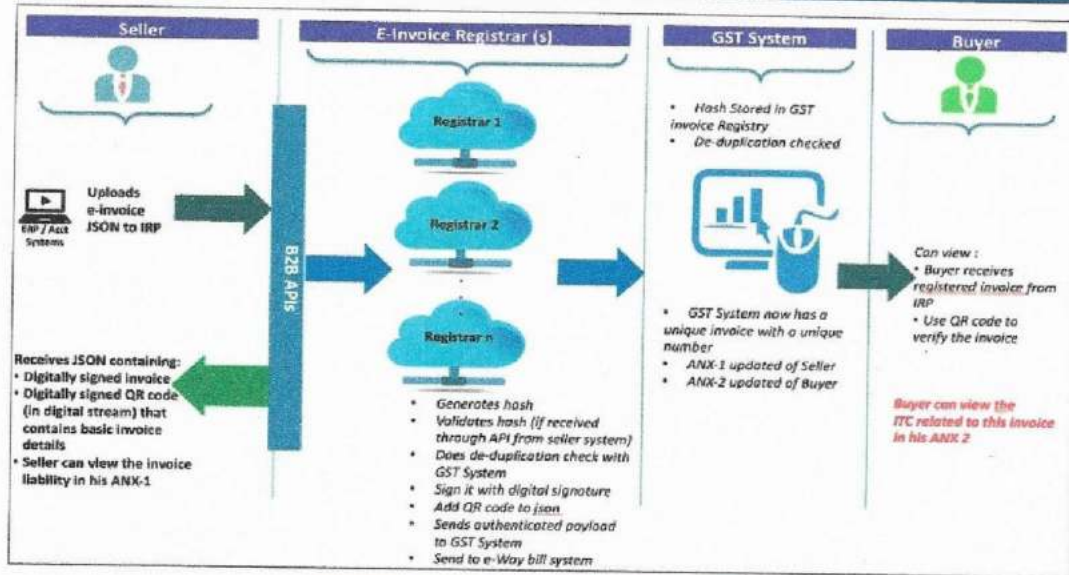 Seller
E-Invoice Registrar (s)
GST System
Buyer
ERP / Acct
Systems
Uploads
e-invoice
JSON to IRP
Receives JSON containing:
• Digitally signed invoice
• Digitally signed QR code
(in digital stream) that
contains basic invoice
details
• Seller can view the invoice
liability in his ANX-1
B2B APIs
Registrar 1
Registrar 2
Registrar n
• Generates hash
• Validates hash (if received
through API from seller system)
• Does de-duplication check with
GST System
• Sign it with digital signature
• Add QR code to json
• Sends authenticated payload
to GST System
• Send to e-Way bill system
• Hash Stored in GST
invoice Registry
• De-duplication checked
• GST System now has a
unique invoice with a unique
number
• ANX-1 updated of Seller
• ANX-2 updated of Buyer
Can view :
• Buyer receives
registered invoice from
IRP
• Use QR code to
verify the invoice
Buyer can view the
ITC related to this invoice
in his ANX 2